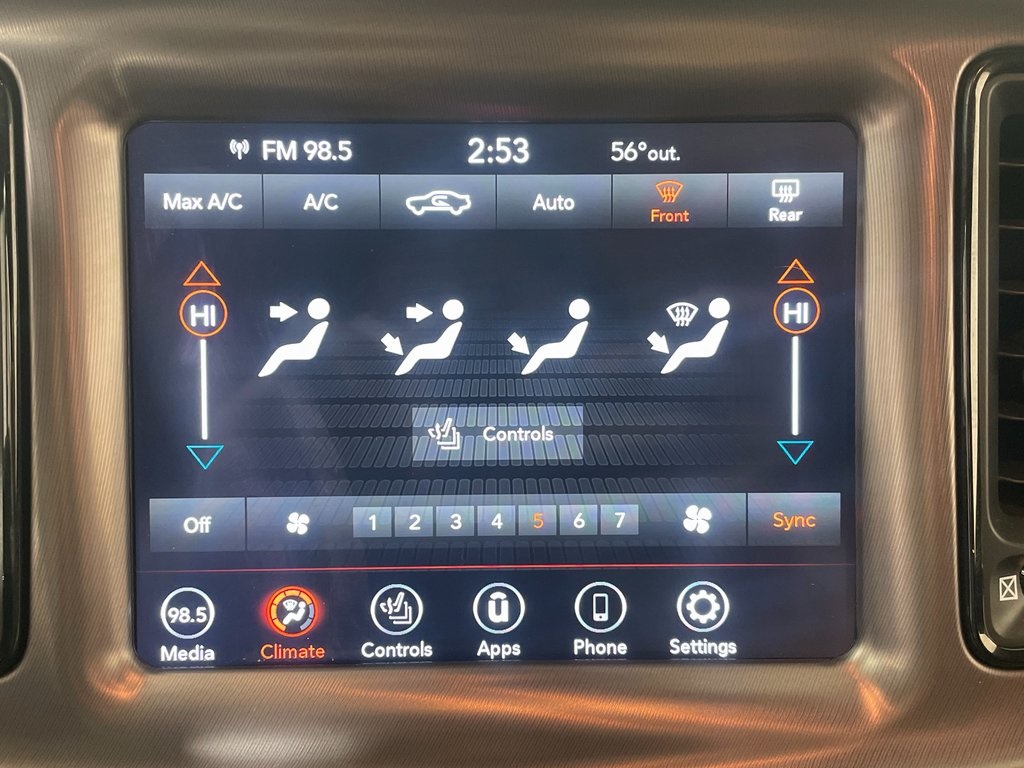 FM 98.5 2:53 56° out.
Max A/C A/C Auto Front Rear
HI HI
Controls
Off 1 2 3 4 5 6 7 Sync
98.5
Media Climate Controls Apps Phone Settings